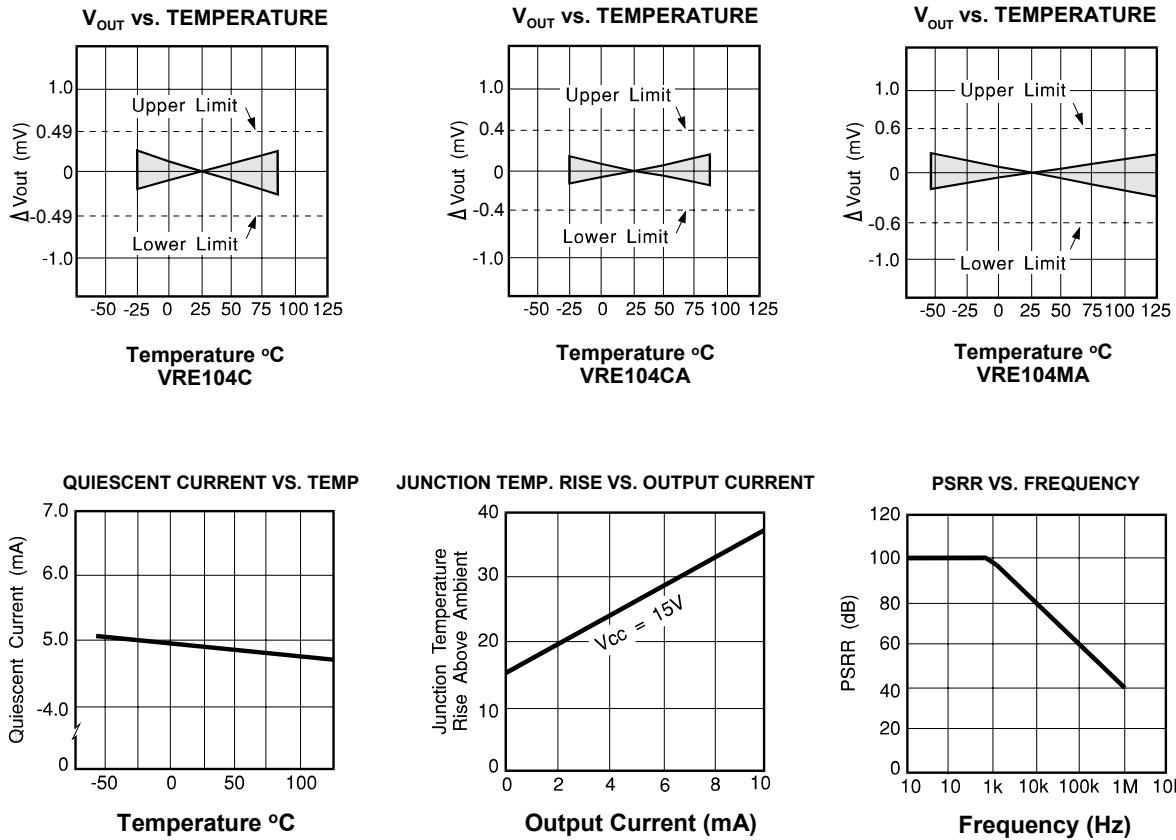 VOUT vs. TEMPERATURE
1.0
Upper Limit
0.49
0
-0.49
Lower Limit
-1.0
Δ Vout (mV)
-50 -25 0 25 50 75 100 125
Temperature oC
VRE104C
VOUT vs. TEMPERATURE
1.0
Upper Limit
0.4
0
-0.4
Lower Limit
-1.0
Δ Vout (mV)
-50 -25 0 25 50 75 100 125
Temperature oC
VRE104CA
VOUT vs. TEMPERATURE
1.0
Upper Limit
0.6
0
-0.6
Lower Limit
-1.0
Δ Vout (mV)
-50 -25 0 25 50 75 100 125
Temperature oC
VRE104MA
QUIESCENT CURRENT VS. TEMP
7.0
6.0
5.0
-4.0
0
Quiescent Current (mA)
-50 0 50 100
Temperature oC
JUNCTION TEMP. RISE VS. OUTPUT CURRENT
40
30
20
10
0
Junction Temperature
Rise Above Ambient
Vcc = 15V
0 2 4 6 8 10
Output Current (mA)
PSRR VS. FREQUENCY
120
100
80
60
40
20
0
PSRR (dB)
10 10 1k 10k 100k 1M
Frequency (Hz)